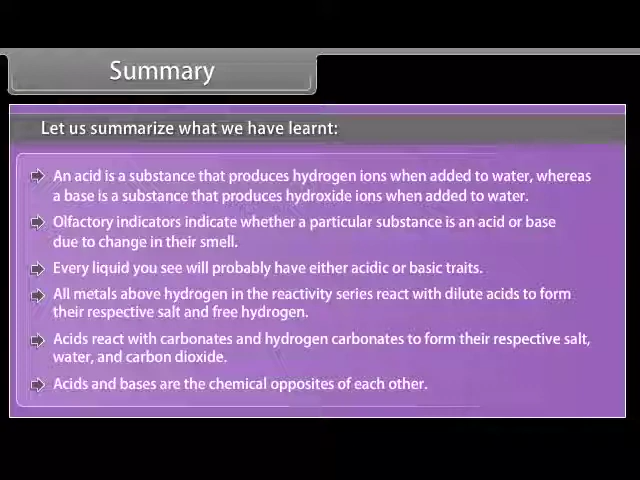 Summary
Let us summarize what we have learnt:
An acid is a substance that produces hydrogen ions when added to water, whereas
a base is a substance that produces hydroxide ions when added to water.
Olfactory indicators indicate whether a particular substance is an acid or base
due to change in their smell.
Every liquid you see will probably have either acidic or basic traits.
All metals above hydrogen in the reactivity series react with dilute acids to form
their respective salt and free hydrogen.
Acids react with carbonates and hydrogen carbonates to form their respective salt,
water, and carbon dioxide.
Acids and bases are the chemical opposites of each other.